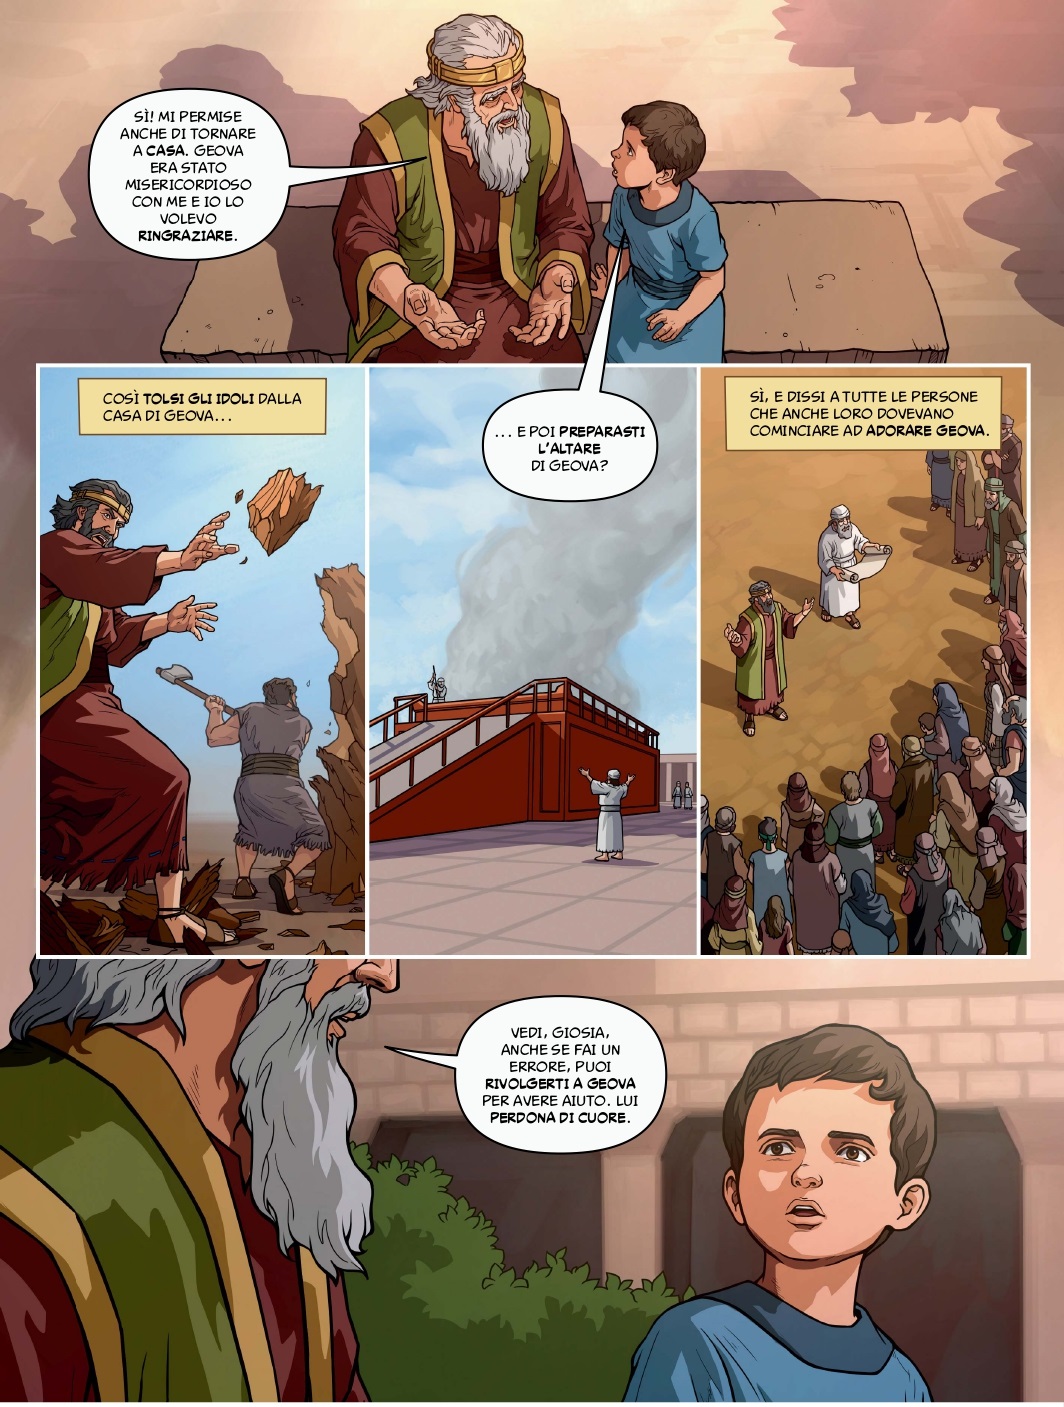 SÌ! MI PERMISE
ANCHE DI TORNARE
A CASA. GEOVA
ERA STATO
MISERICORDIOSO
CON ME E IO LO
VOLEVO
RINGRAZIARE.
COSÌ TOLSI GLI IDOLI DALLA
CASA DI GEOVA...
... E POI PREPARASTI
L'ALTARE
DI GEOVA?
SÌ, E DISSI A TUTTE LE PERSONE
CHE ANCHE LORO DOVEVANO
COMINCIARE AD ADORARE GEOVA.
VEDI, GIOSIA,
ANCHE SE FAI UN
ERRORE, PUOI
RIVOLGERTI A GEOVA
PER AVERE AIUTO. LUI
PERDONA DI CUORE.